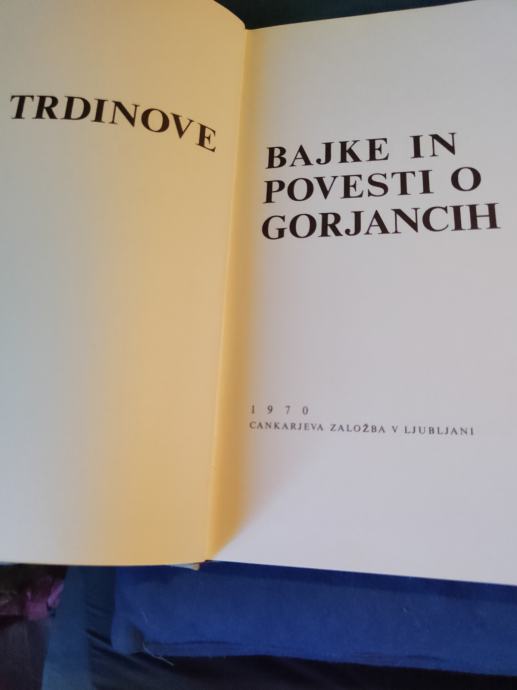 TRDINOVE
BAJKE IN
POVESTI O
GORJANCIH
1970
CANKARJEVA ZALOŽBA V LJUBLJANI